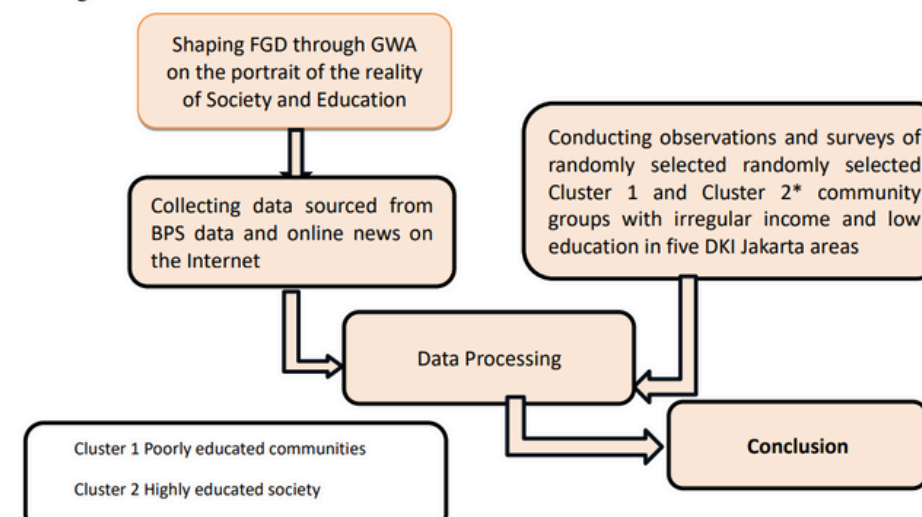 Shaping FGD through GWA
on the portrait of the reality
of Society and Education
Collecting data sourced from
BPS data and online news on
the Internet
Conducting observations and surveys of
randomly selected randomly selected
Cluster 1 and Cluster 2* community
groups with irregular income and low
education in five DKI Jakarta areas
Data Processing
Conclusion
Cluster 1 Poorly educated communities
Cluster 2 Highly educated society